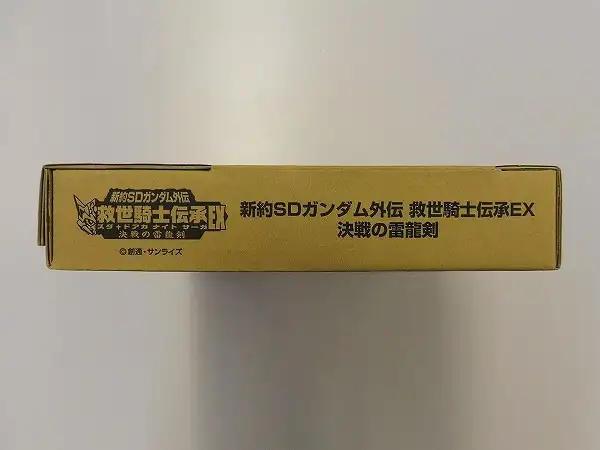 新約SDガンダム外伝
救世騎士伝承EX
スダ・ドアカ ナイト サーガ
決戦の雷龍剣
©創通・サンライズ
新約SDガンダム外伝 救世騎士伝承EX
決戦の雷龍剣